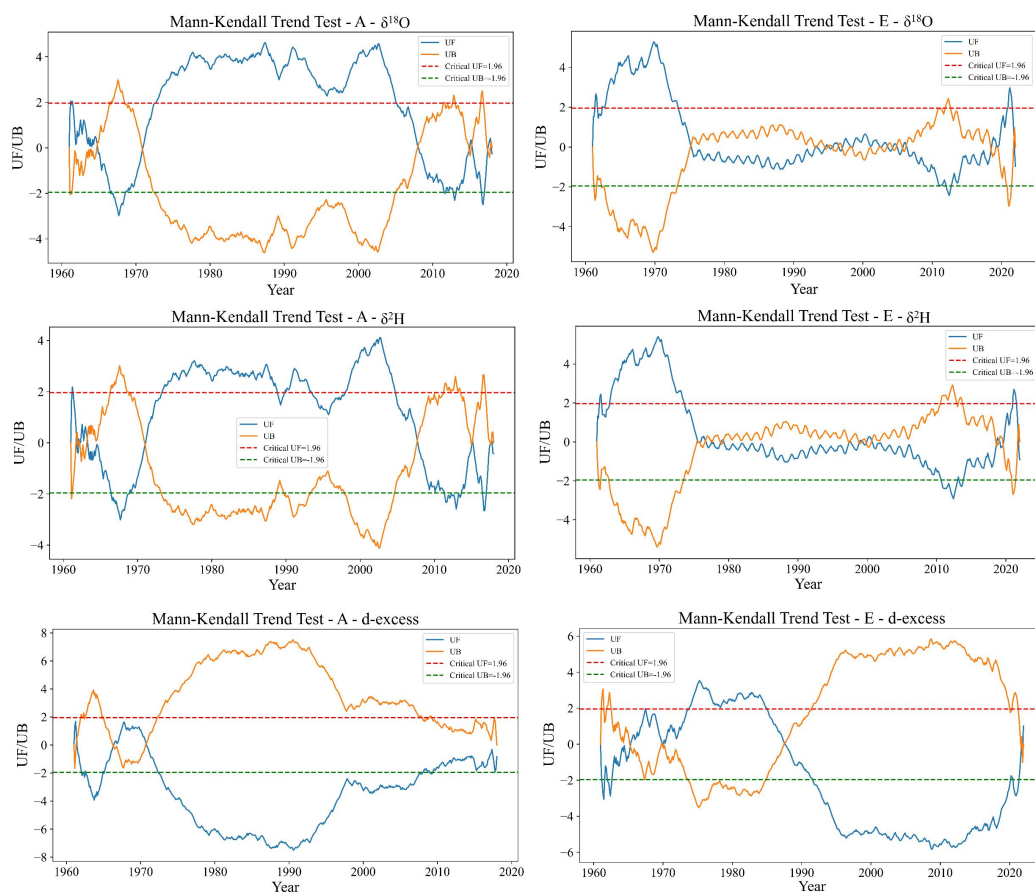 Mann-Kendall Trend Test - A - δ¹⁸O
UF/UB
4
2
0
−2
−4
1960 1970 1980 1990 2000 2010 2020
Year
UF
UB
Critical UF=1.96
Critical UB=-1.96
Mann-Kendall Trend Test - E - δ¹⁸O
UF/UB
4
2
0
−2
−4
1960 1970 1980 1990 2000 2010 2020
Year
UF
UB
Critical UF=1.96
Critical UB=-1.96
Mann-Kendall Trend Test - A - δ²H
UF/UB
4
2
0
−2
−4
1960 1970 1980 1990 2000 2010 2020
Year
UF
UB
Critical UF=1.96
Critical UB=-1.96
Mann-Kendall Trend Test - E - δ²H
UF/UB
4
2
0
−2
−4
1960 1970 1980 1990 2000 2010 2020
Year
UF
UB
Critical UF=1.96
Critical UB=-1.96
Mann-Kendall Trend Test - A - d-excess
UF/UB
8
6
4
2
0
−2
−4
−6
−8
1960 1970 1980 1990 2000 2010 2020
Year
UF
UB
Critical UF=1.96
Critical UB=-1.96
Mann-Kendall Trend Test - E - d-excess
UF/UB
6
4
2
0
−2
−4
−6
1960 1970 1980 1990 2000 2010 2020
Year
UF
UB
Critical UF=1.96
Critical UB=-1.96